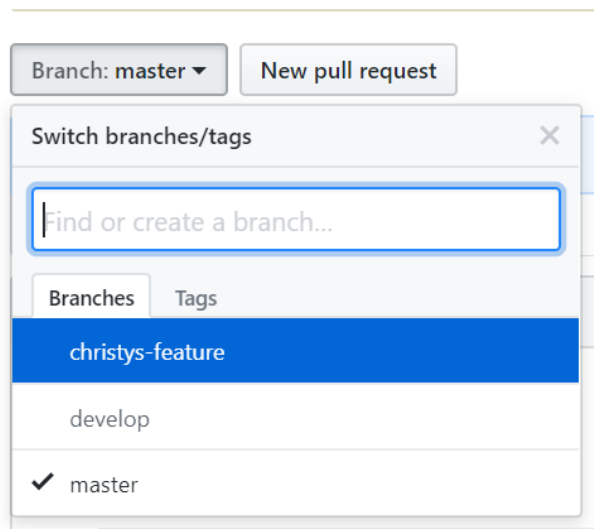 Branch: master New pull request
Switch branches/tags
Find or create a branch...
Branches Tags
christys-feature
develop
master